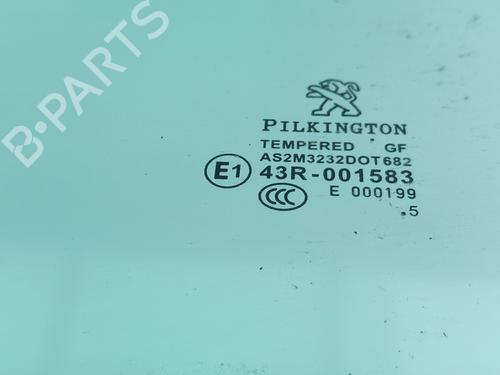 B-PARTS
PILKINGTON
TEMPERED GF
AS2M3232DOT682
E1 43R-001583
CCC E 000199
.5